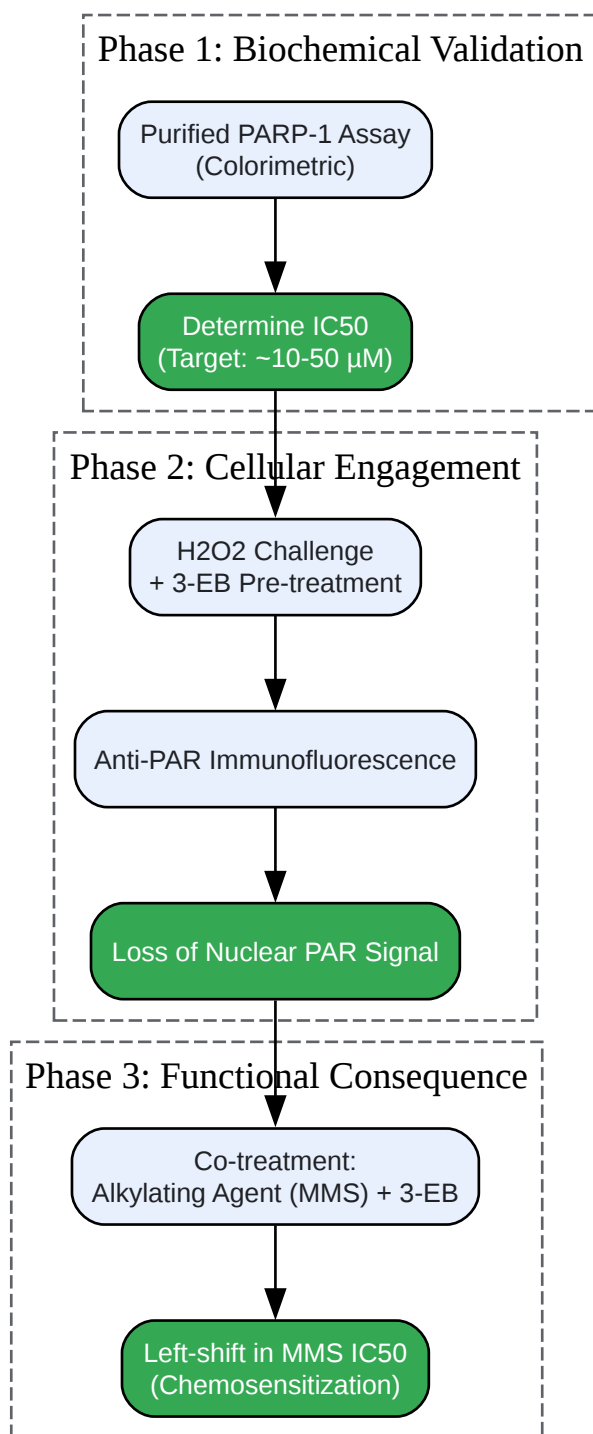 Phase 1: Biochemical Validation
Purified PARP-1 Assay
(Colorimetric)
Determine IC50
(Target: ~10-50 µM)
Phase 2: Cellular Engagement
H2O2 Challenge
+ 3-EB Pre-treatment
Anti-PAR Immunofluorescence
Loss of Nuclear PAR Signal
Phase 3: Functional Consequence
Co-treatment:
Alkylating Agent (MMS) + 3-EB
Left-shift in MMS IC50
(Chemosensitization)